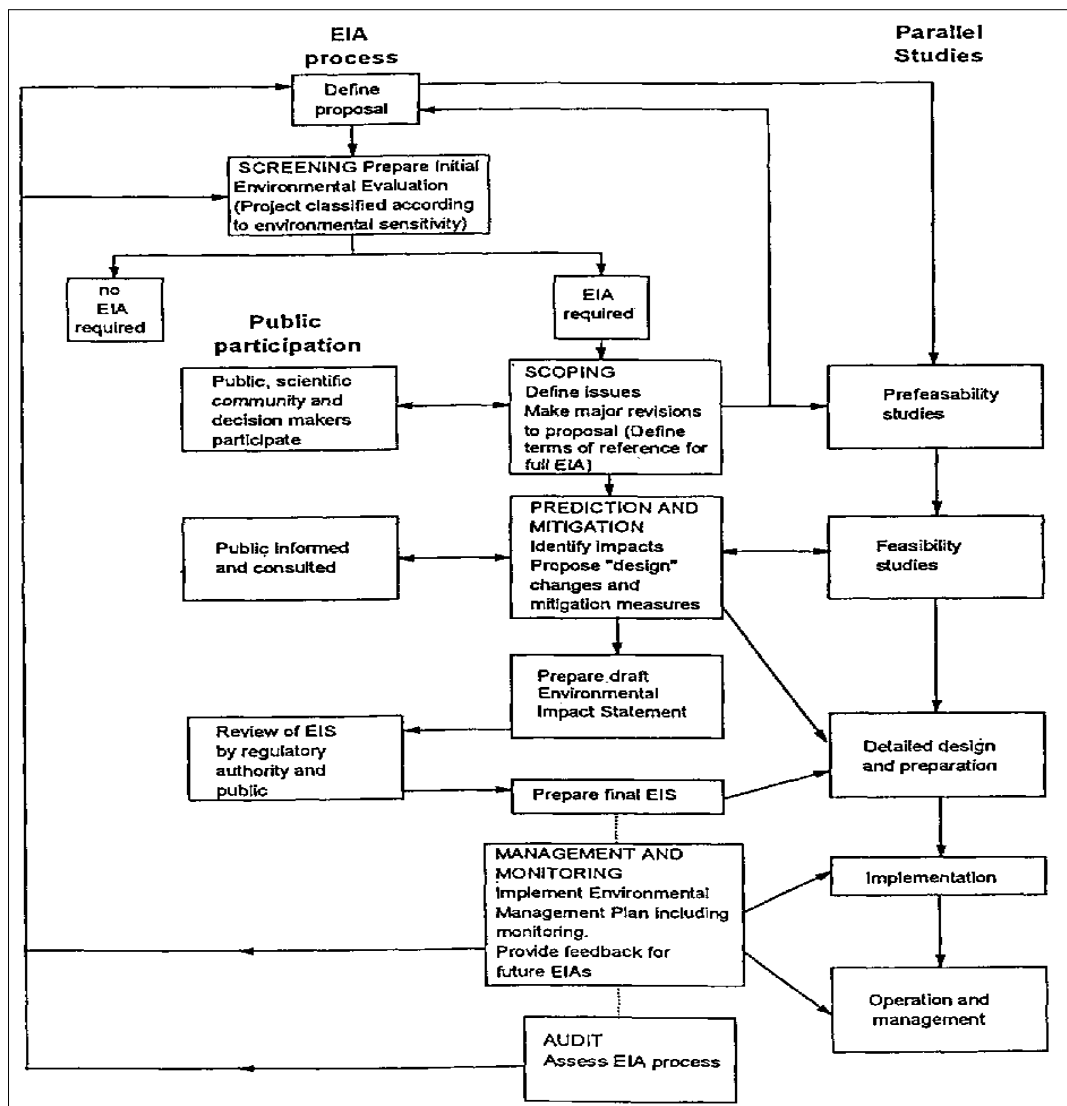 EIA
process
Parallel
Studies
Define
proposal
SCREENING Prepare Initial
Environmental Evaluation
(Project classified according
to environmental sensitivity)
no
EIA
required
EIA
required
Public
participation
Public, scientific
community and
decision makers
participate
SCOPING
Define issues
Make major revisions
to proposal (Define
terms of reference for
full EIA)
Prefeasability
studies
Public informed
and consulted
PREDICTION AND
MITIGATION
Identify impacts
Propose "design"
changes and
mitigation measures
Feasibility
studies
Prepare draft
Environmental
Impact Statement
Review of EIS
by regulatory
authority and
public
Prepare final EIS
Detailed design
and preparation
MANAGEMENT AND
MONITORING
Implement Environmental
Management Plan including
monitoring.
Provide feedback for
future EIAs
Implementation
Operation and
management
AUDIT
Assess EIA process